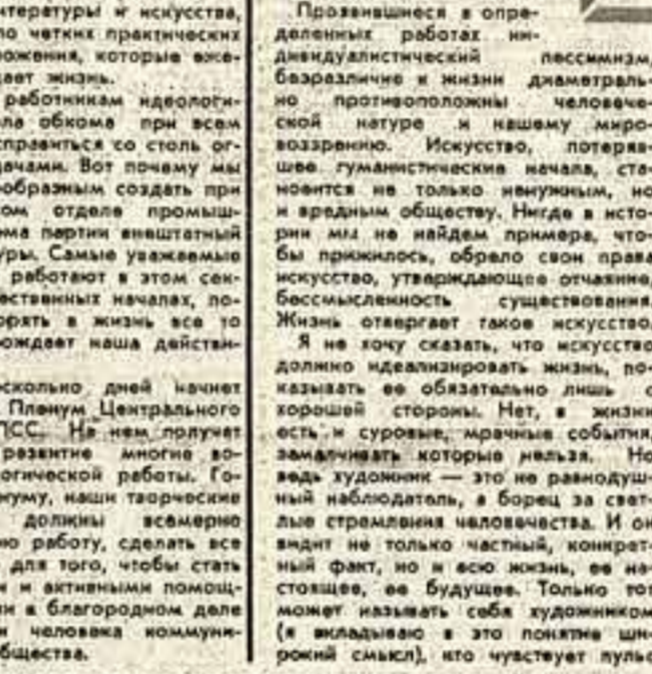 литературы и искусства,
по четких практических
ложения, которые еже-
дает жизнь.
работникам идеологи-
ла обкома при всем
справиться со столь ог-
дачами. Вот почему мы
образным создать при
ом отделе промыш-
ма партии внештатный
уры. Самые уважаемые
работают в этом сек-
ественных началах, по-
орять в жизнь все то
ождает наша действи-
сколько дней начнет
Пленум Центрального
ПСС. На нем получат
развитие многие во-
огической работы. Го-
нуму, наши творческие
должны всемерно
ю работу, сделать все
для того, чтобы стать
и и активными помощ-
ии в благородном деле
и человека коммуни-
бщества.
Проявившиеся в опре-
деленных работах ин-
дивидуалистический пессимизм,
безразличие к жизни диаметраль-
но противоположны человече-
ской натуре и нашему миро-
воззрению. Искусство, потеряв-
шее гуманистические начала, ста-
новится не только ненужным, но
и вредным обществу. Нигде в исто-
рии мы не найдем примера, что-
бы прижилось, обрело свои права
искусство, утверждающее отчаяние,
бессмысленность существования.
Жизнь отвергает такое искусство.
Я не хочу сказать, что искусство
должно идеализировать жизнь, по-
казывать ее обязательно лишь с
хорошей стороны. Нет, в жизни
есть и суровые, мрачные события,
замалчивать которые нельзя. Но
ведь художник — это не равнодуш-
ный наблюдатель, а борец за свет-
лые стремления человечества. И он
видит не только частный, конкрет-
ный факт, но и всю жизнь, ее на-
стоящее, ее будущее. Только тот
может называть себя художником
(я вкладываю в это понятие ши-
рокий смысл), кто чувствует пульс